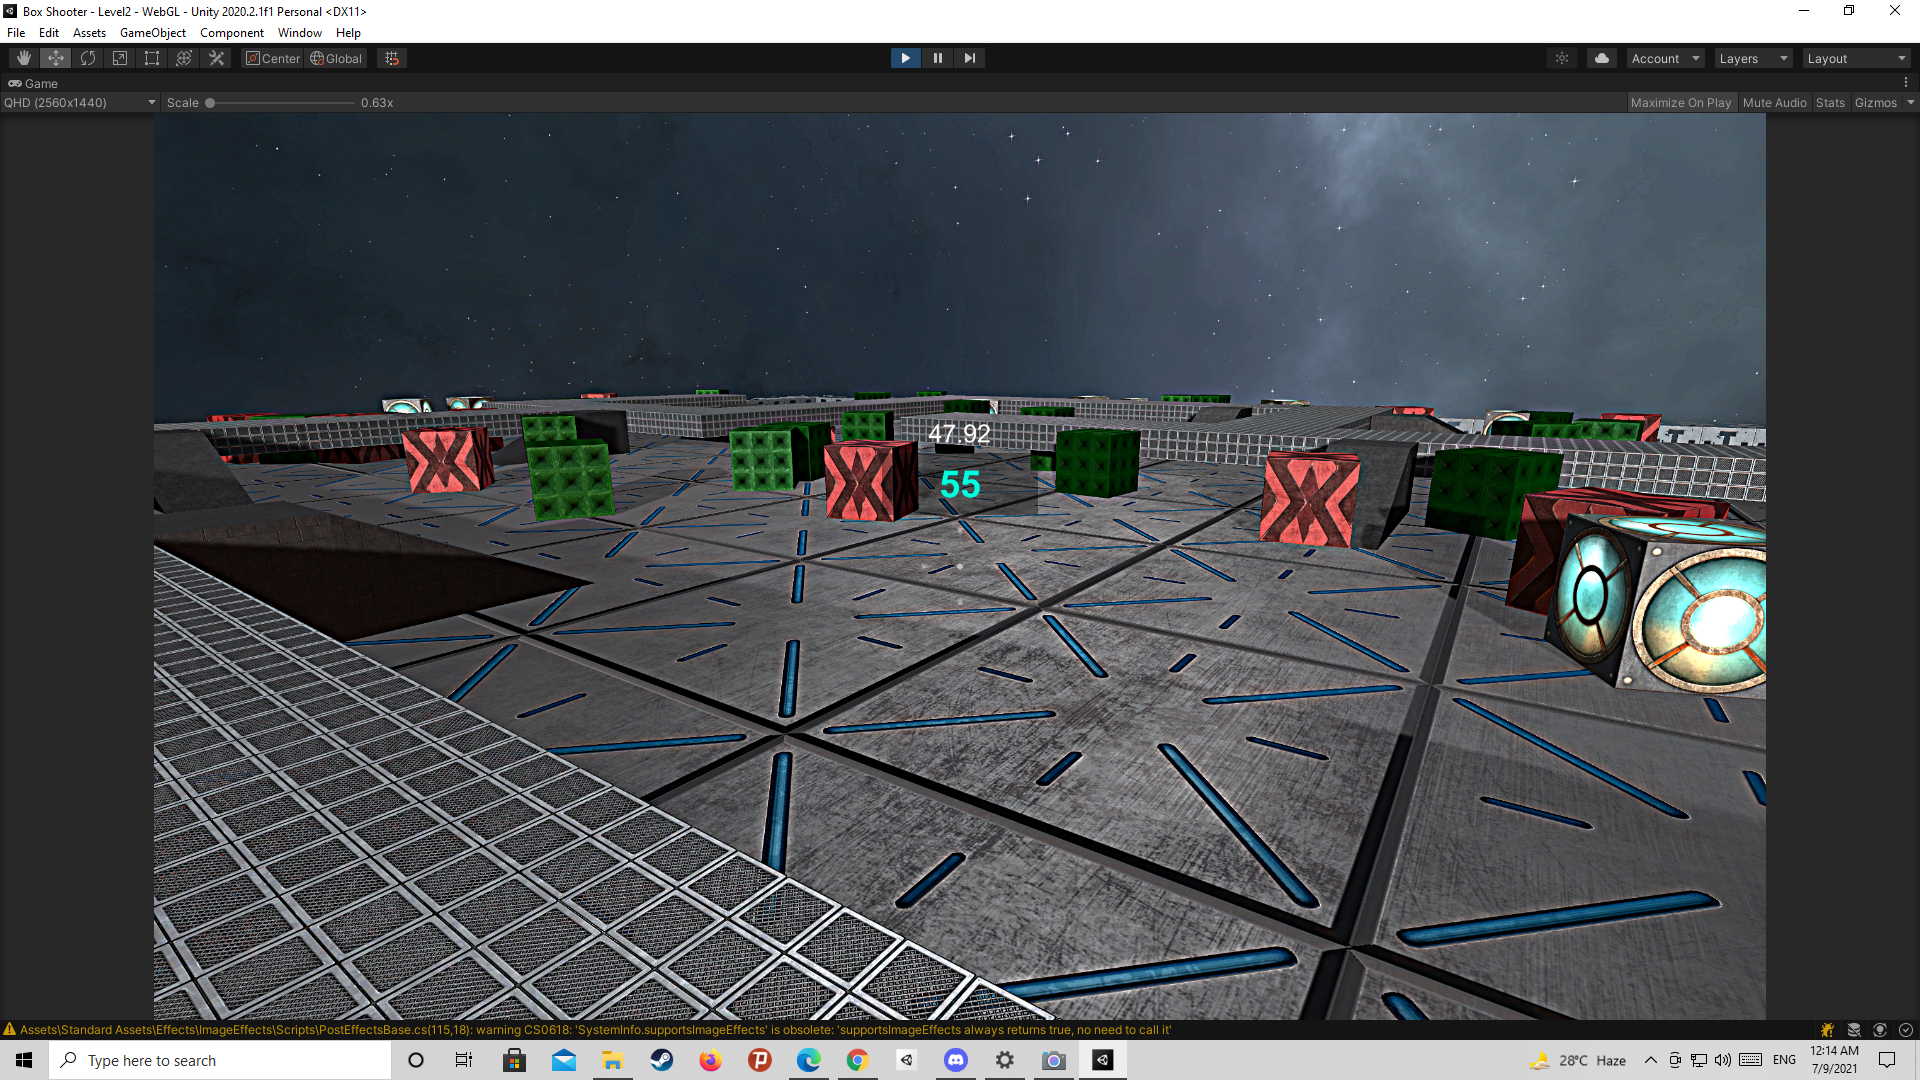 Box Shooter - Level2 - WebGL - Unity 2020.2.1f1 Personal <DX11>
File Edit Assets GameObject Component Window Help
Center Global Account Layers Layout
Game
QHD (2560x1440) Scale 0.63x Maximize On Play Mute Audio Stats Gizmos
47.92
55
Assets\Standard Assets\Effects\ImageEffects\Scripts\PostEffectsBase.cs(115,18): warning CS0618: 'SystemInfo.supportsImageEffects' is obsolete: 'supportsImageEffects always returns true, no need to call it'
Type here to search 28°C Haze ENG 12:14 AM
7/9/2021